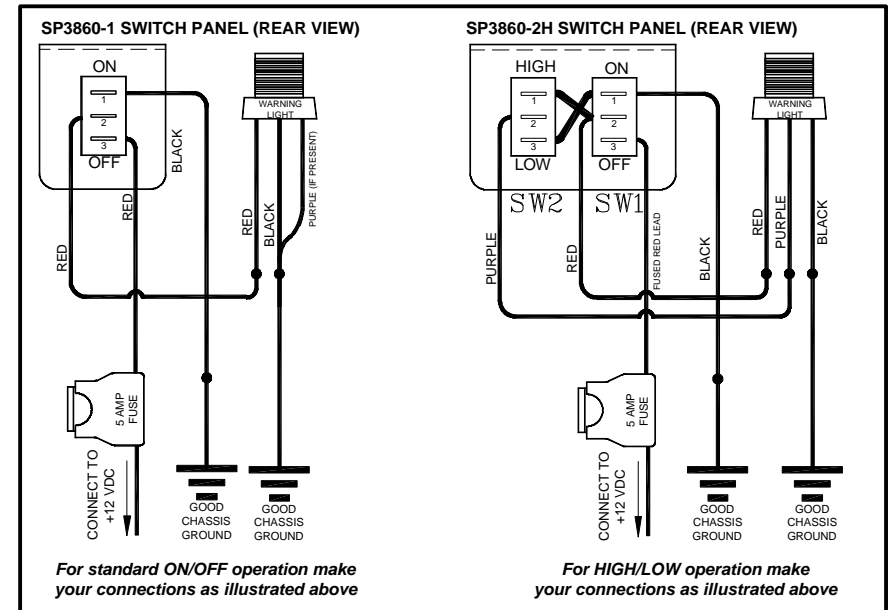 SP3860-1 SWITCH PANEL (REAR VIEW)
ON
1
2
3
OFF
WARNING
LIGHT
BLACK
RED
RED
RED
BLACK
PURPLE (IF PRESENT)
5 AMP
FUSE
CONNECT TO
+12 VDC
GOOD
CHASSIS
GROUND
GOOD
CHASSIS
GROUND
For standard ON/OFF operation make
your connections as illustrated above
SP3860-2H SWITCH PANEL (REAR VIEW)
HIGH
1
2
3
LOW
SW2
ON
1
2
3
OFF
SW1
WARNING
LIGHT
PURPLE
RED
FUSED RED LEAD
BLACK
RED
PURPLE
BLACK
5 AMP
FUSE
CONNECT TO
+12 VDC
GOOD
CHASSIS
GROUND
GOOD
CHASSIS
GROUND
For HIGH/LOW operation make
your connections as illustrated above